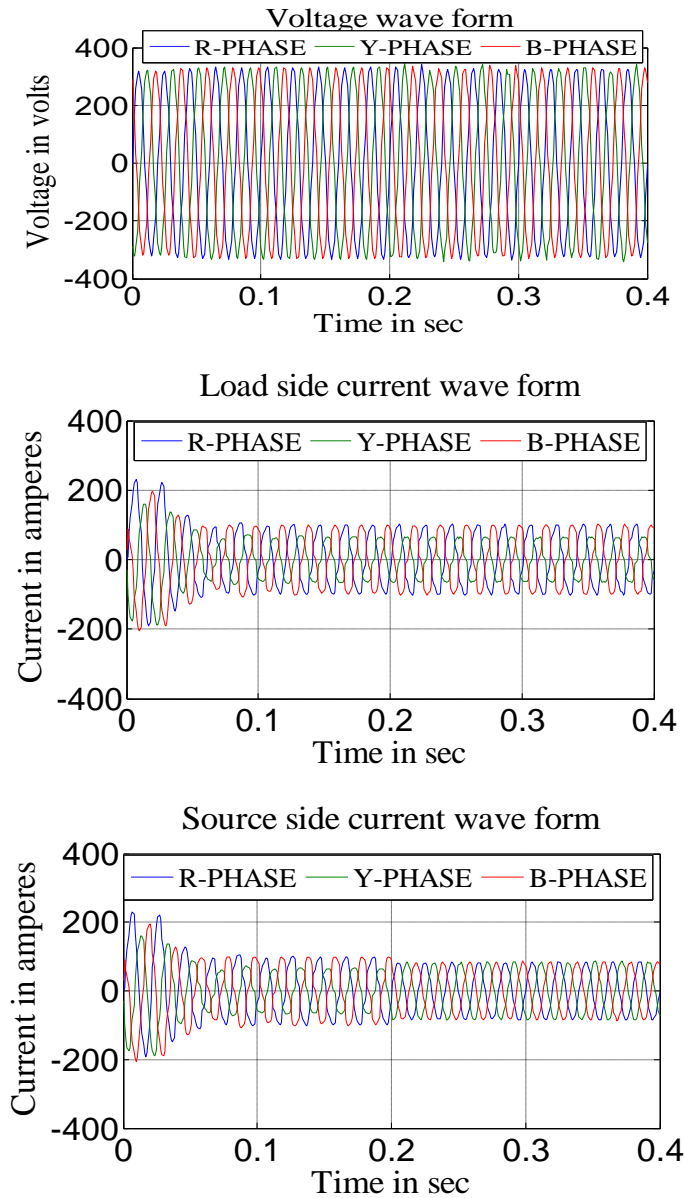 Voltage wave form
R-PHASE Y-PHASE B-PHASE
400
200
0
-200
-400
Voltage in volts
0 0.1 0.2 0.3 0.4
Time in sec
Load side current wave form
R-PHASE Y-PHASE B-PHASE
400
200
0
-200
-400
Current in amperes
0 0.1 0.2 0.3 0.4
Time in sec
Source side current wave form
R-PHASE Y-PHASE B-PHASE
400
200
0
-200
-400
Current in amperes
0 0.1 0.2 0.3 0.4
Time in sec